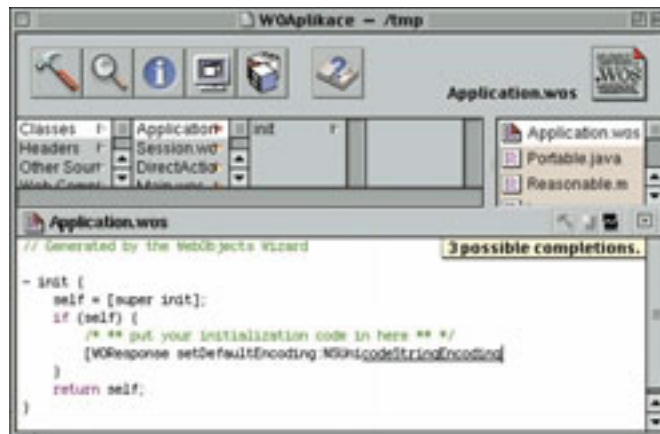 WOAplikace — /tmp
Application.wos
.WOS
Classes
Application
init
Application.wos
Headers
Session.wo
Portable.java
Other Sour
DirectActio
Reasonable.m
Application.wos
// Generated by the WebObjects Wizard
3 possible completions.
- init {
self = [super init];
if (self) {
/* ** put your initialization code in here ** */
[WOResponse setDefaultEncoding:NSUnicodeStringEncoding
}
return self;
}